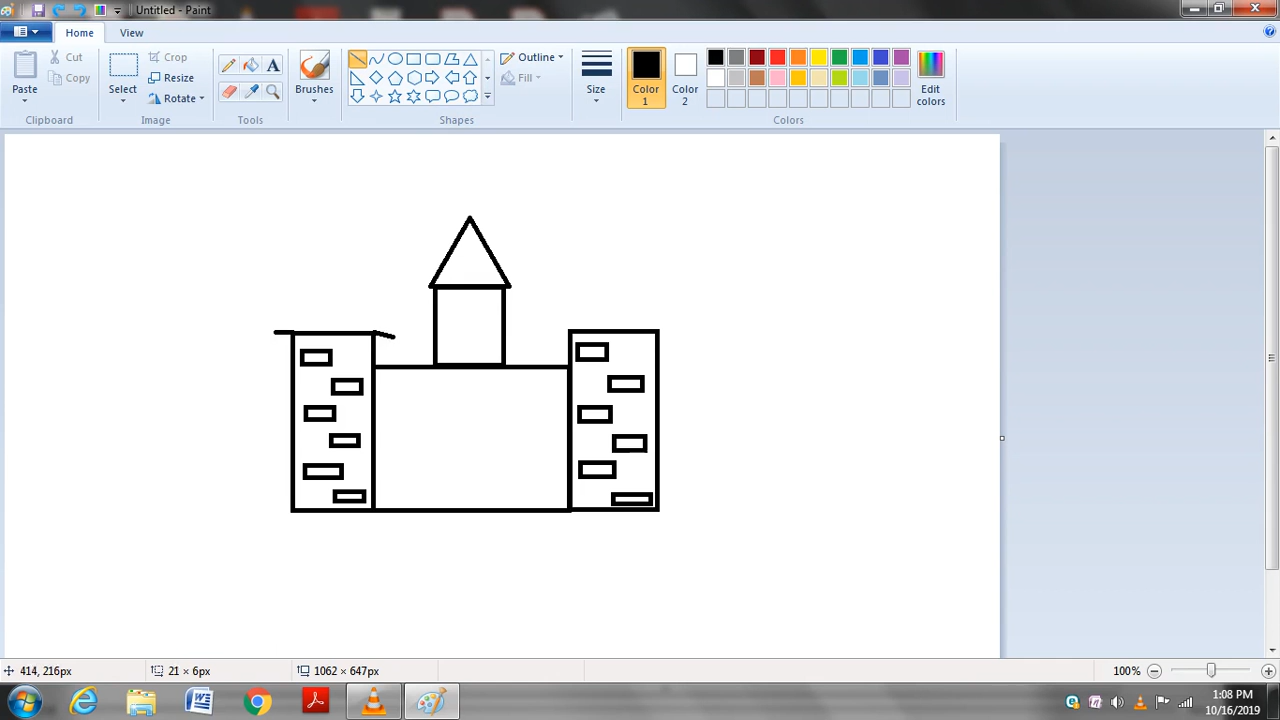 Untitled - Paint
Home View
Paste
Cut
Copy
Clipboard
Select
Crop
Resize
Rotate
Image
A
Tools
Brushes
Shapes
Outline
Fill
Size
Color 1
Color 2
Edit colors
Colors
414, 216px
21 × 6px
1062 × 647px
100%
1:08 PM
10/16/2019